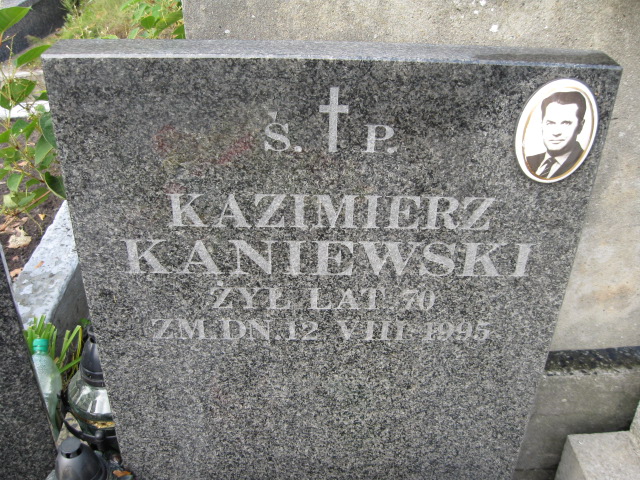 Ś. P.
KAZIMIERZ
KANIEWSKI
ŻYŁ LAT 70
ZM. DN. 12 VIII 1995